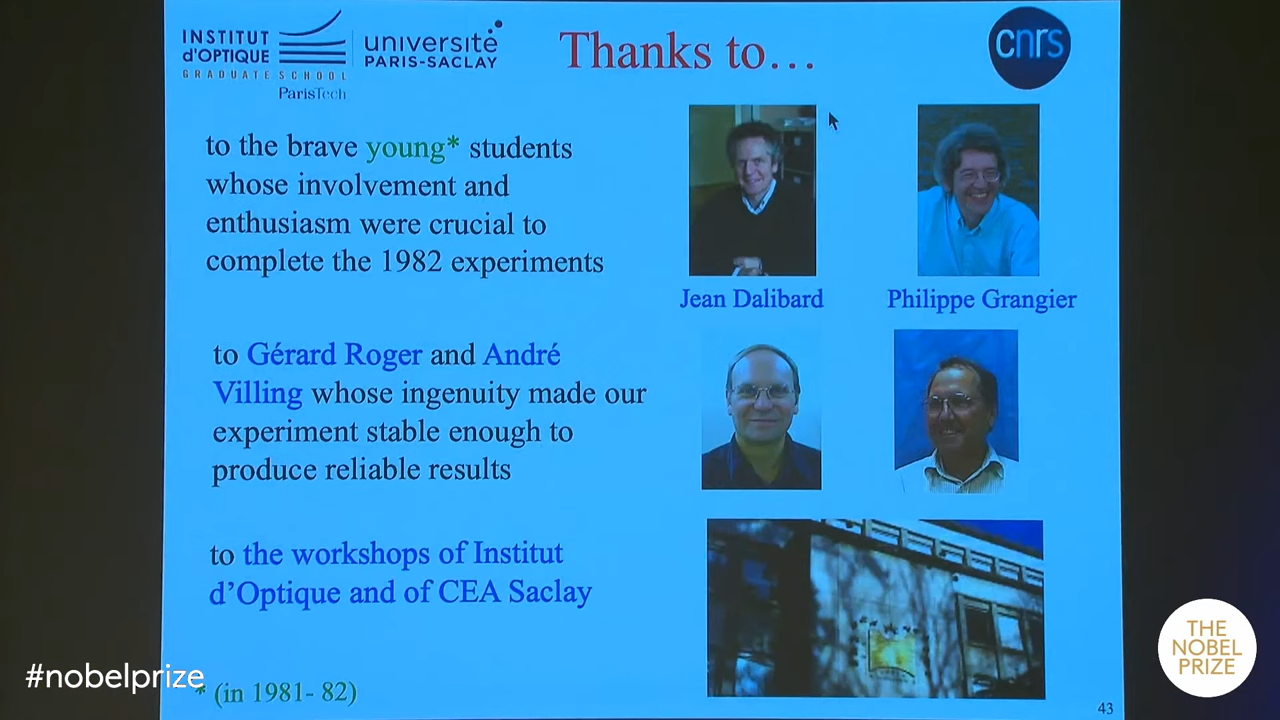 INSTITUT
d'OPTIQUE
GRADUATE SCHOOL
ParisTech
université
PARIS-SACLAY
Thanks to…
cnrs
to the brave young* students
whose involvement and
enthusiasm were crucial to
complete the 1982 experiments
Jean Dalibard
Philippe Grangier
to Gérard Roger and André
Villing whose ingenuity made our
experiment stable enough to
produce reliable results
to the workshops of Institut
d'Optique and of CEA Saclay
* (in 1981- 82)
43
#nobelprize
THE
NOBEL
PRIZE